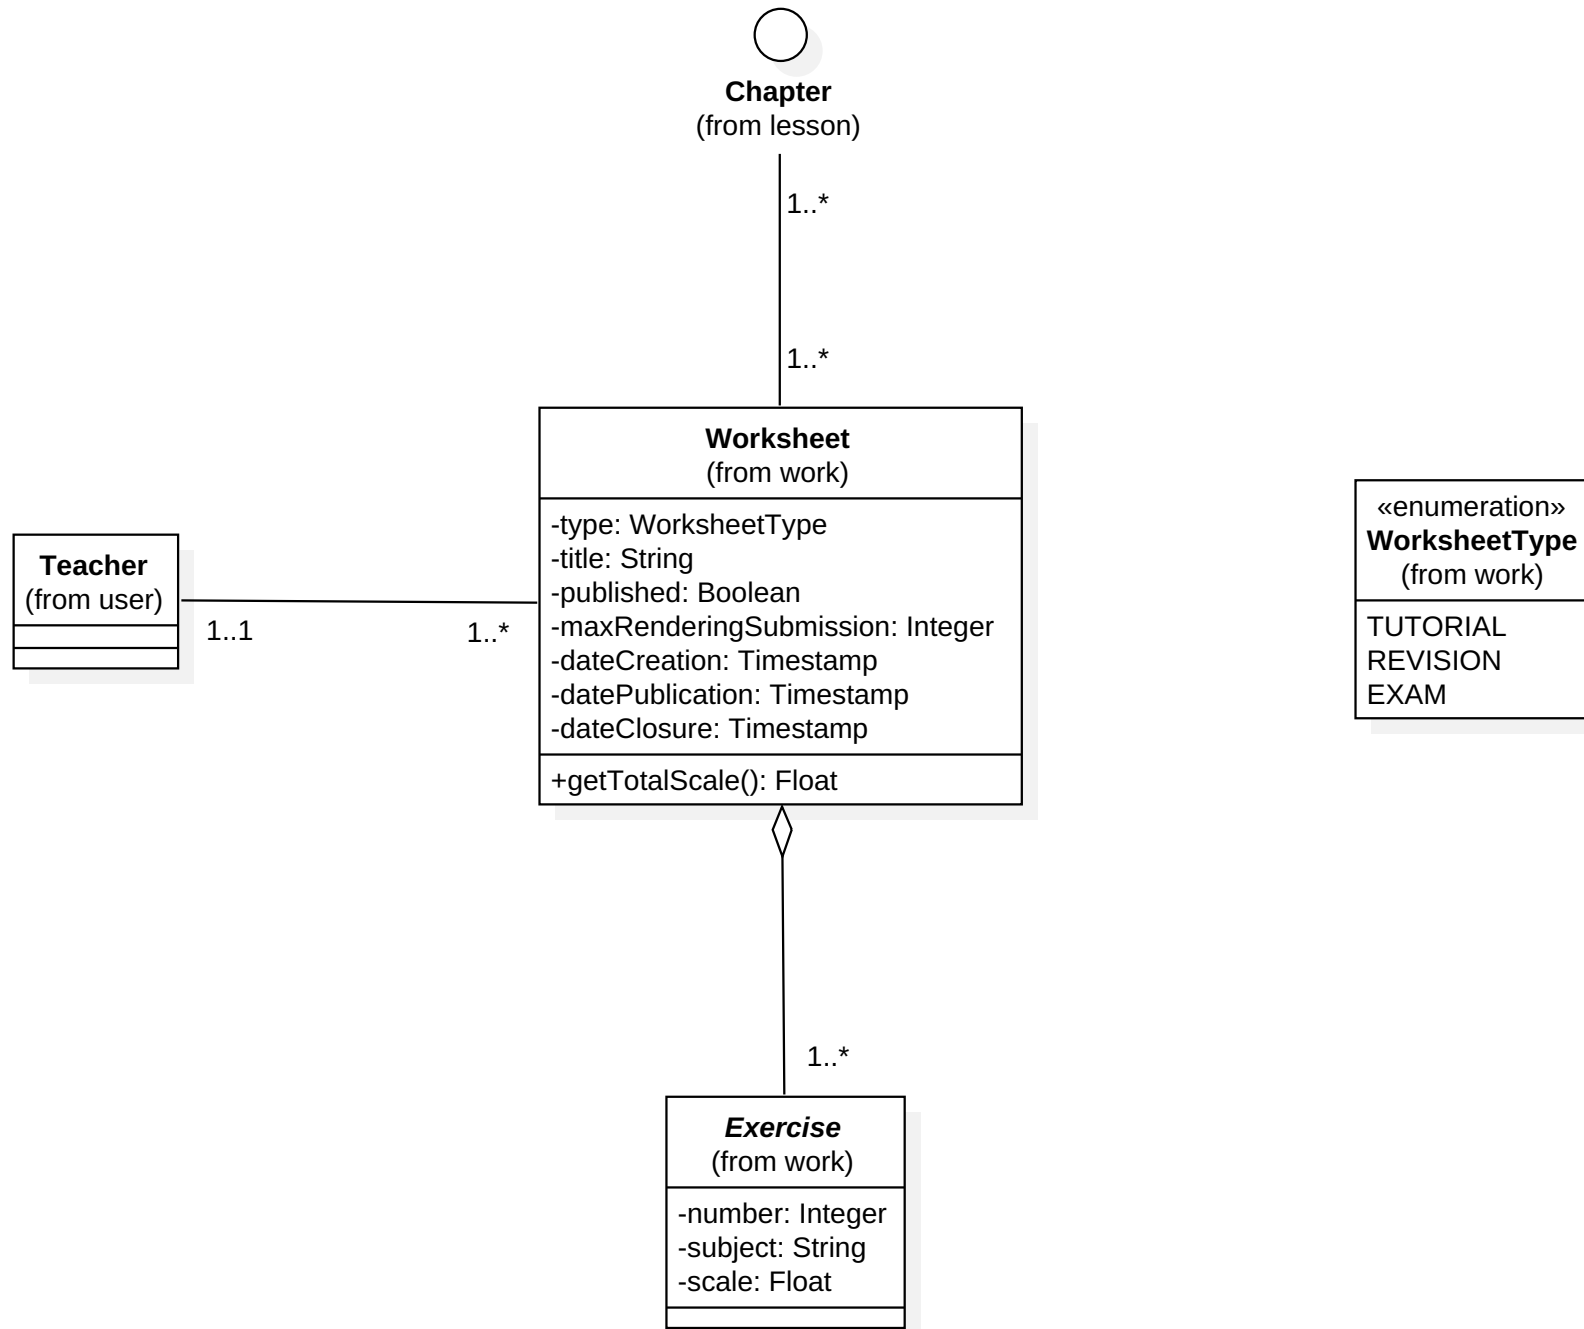 Chapter
(from lesson)
1..*
1..*
Worksheet
(from work)
-type: WorksheetType
-title: String
-published: Boolean
-maxRenderingSubmission: Integer
-dateCreation: Timestamp
-datePublication: Timestamp
-dateClosure: Timestamp
+getTotalScale(): Float
Teacher
(from user)
1..1
1..*
«enumeration»
WorksheetType
(from work)
TUTORIAL
REVISION
EXAM
1..*
Exercise
(from work)
-number: Integer
-subject: String
-scale: Float